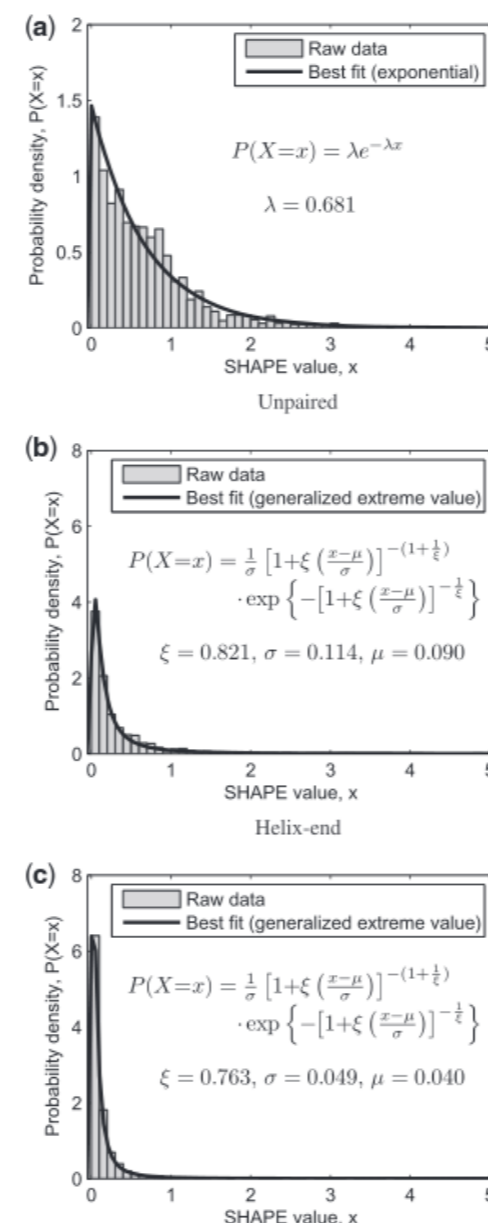 (a)
2
1.5
1
0.5
0
Probability density, P(X=x)
Raw data
Best fit (exponential)
P(X=x) = λe^{−λx}
λ = 0.681
0 1 2 3 4 5
SHAPE value, x
Unpaired
(b)
8
6
4
2
0
Probability density, P(X=x)
Raw data
Best fit (generalized extreme value)
P(X=x) = \frac{1}{σ} [1+ξ (\frac{x−μ}{σ})]^{−(1+\frac{1}{ξ})}
·exp {−[1+ξ (\frac{x−μ}{σ})]^{−\frac{1}{ξ}}}
ξ = 0.821, σ = 0.114, μ = 0.090
0 1 2 3 4 5
SHAPE value, x
Helix-end
(c)
8
6
4
2
0
Probability density, P(X=x)
Raw data
Best fit (generalized extreme value)
P(X=x) = \frac{1}{σ} [1+ξ (\frac{x−μ}{σ})]^{−(1+\frac{1}{ξ})}
·exp {−[1+ξ (\frac{x−μ}{σ})]^{−\frac{1}{ξ}}}
ξ = 0.763, σ = 0.049, μ = 0.040
0 1 2 3 4 5
SHAPE value, x